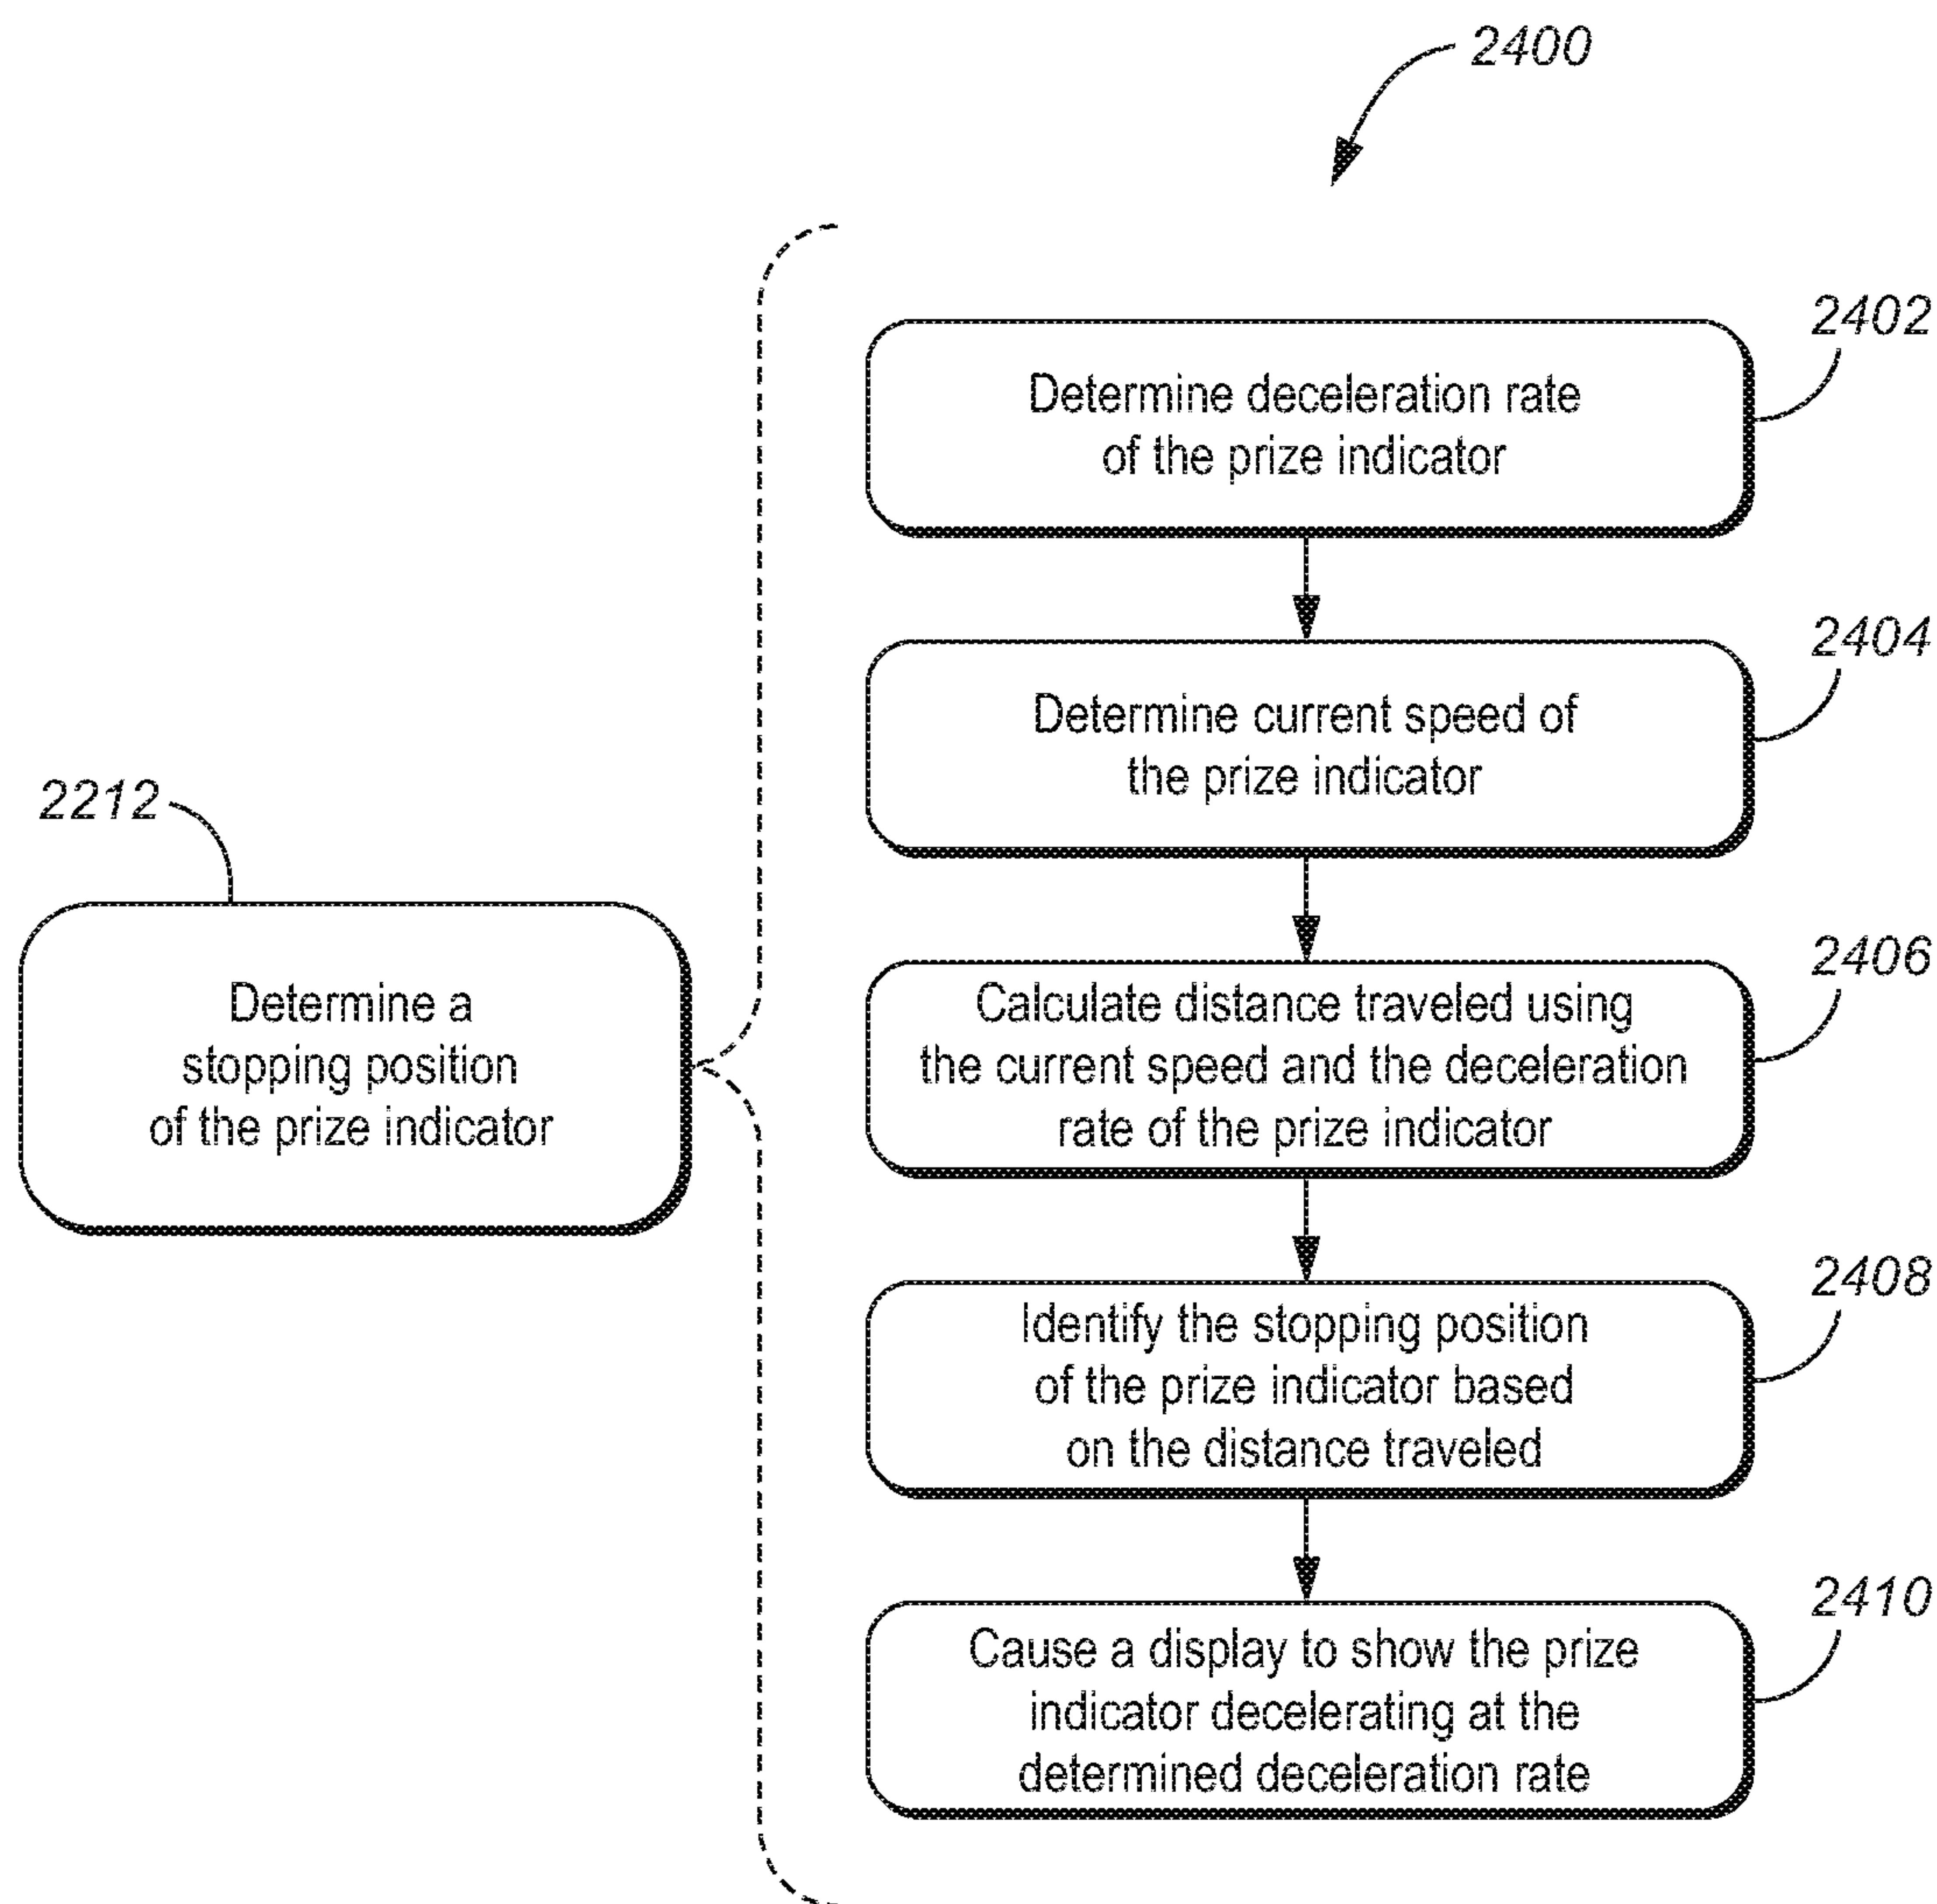 2400
2402
Determine deceleration rate
of the prize indicator
2404
Determine current speed of
the prize indicator
2212
Determine a
stopping position
of the prize indicator
2406
Calculate distance traveled using
the current speed and the deceleration
rate of the prize indicator
2408
Identify the stopping position
of the prize indicator based
on the distance traveled
2410
Cause a display to show the prize
indicator decelerating at the
determined deceleration rate